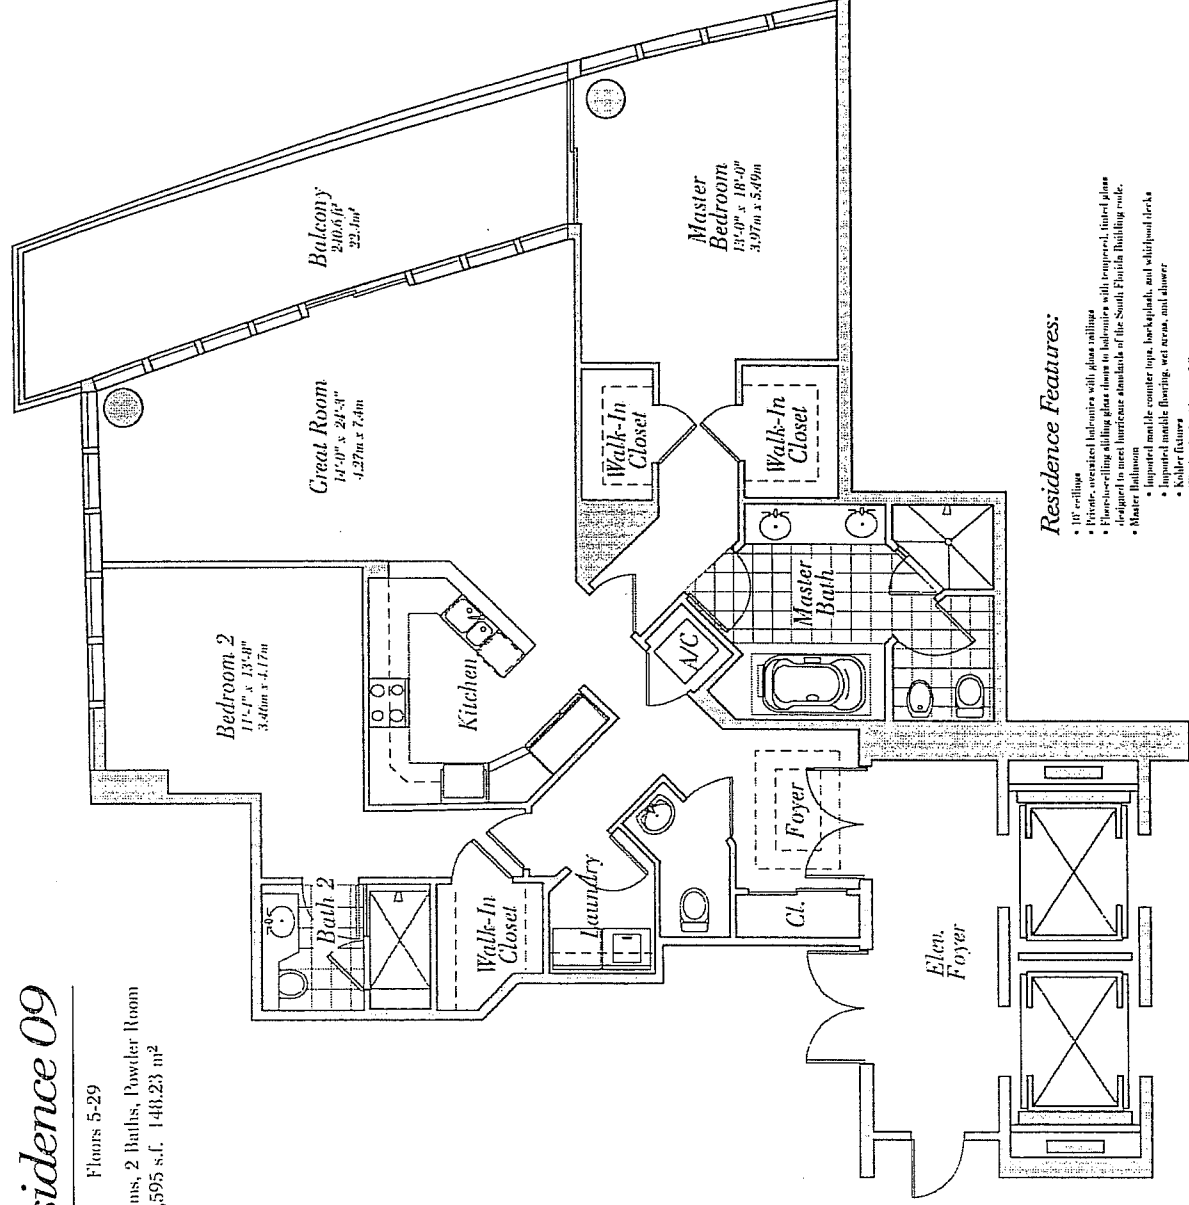 sidence 09
Floors 5-29
ms, 2 Baths, Powder Room
,595 s.f. 148.23 m²
Balcony
240.6 ft²
22.4m²
Great Room
14'-0" x 24'-3"
4.27m x 7.4m
Master
Bedroom
13'-0" x 18'-0"
3.97m x 5.49m
Bedroom 2
11'-4" x 13'-8"
3.46m x 4.17m
Kitchen
Walk-In
Closet
Walk-In
Closet
Master
Bath
A/C
Bath 2
Walk-In
Closet
Laundry
Foyer
Cl.
Elev.
Foyer
Residence Features:
• 10' ceilings
• Private, oversized balconies with glass railings
• Floor-to-ceiling sliding glass doors to balconies with tempered, tinted glass
designed to meet hurricane standards of the South Florida Building code.
• Master Bathroom
• Imported marble counter tops, backsplash, and whirlpool decks
• Imported marble flooring, wet areas, and shower
• Kohler fixtures